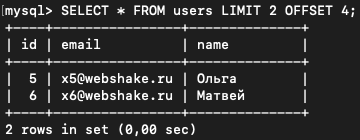 [mysql> SELECT * FROM users LIMIT 2 OFFSET 4;
+----+-----------------+-------------+
| id | email           | name        |
+----+-----------------+-------------+
|  5 | x5@webshake.ru | Ольга       |
|  6 | x6@webshake.ru | Матвей      |
+----+-----------------+-------------+
2 rows in set (0,00 sec)